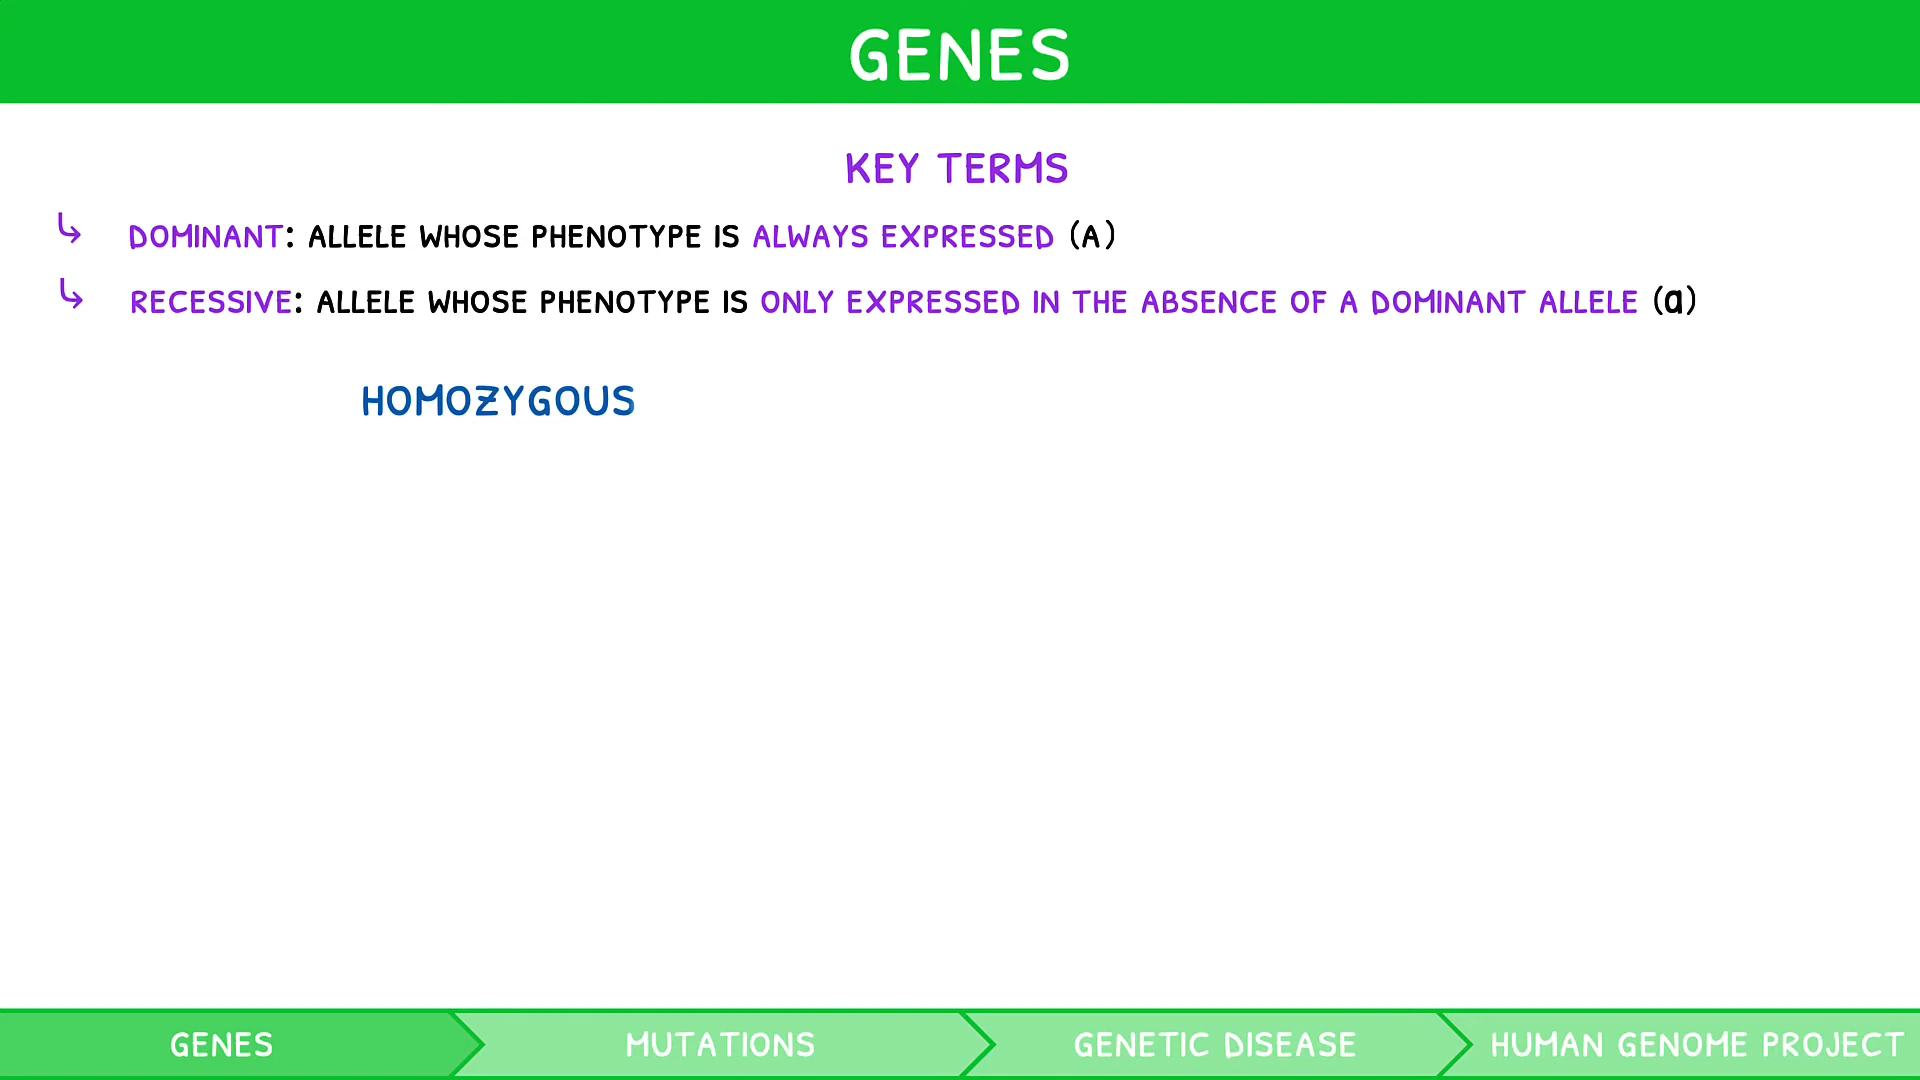 GENES
KEY TERMS
↳ DOMINANT: ALLELE WHOSE PHENOTYPE IS ALWAYS EXPRESSED (A)
↳ RECESSIVE: ALLELE WHOSE PHENOTYPE IS ONLY EXPRESSED IN THE ABSENCE OF A DOMINANT ALLELE (a)
HOMOZYGOUS
GENES
MUTATIONS
GENETIC DISEASE
HUMAN GENOME PROJECT